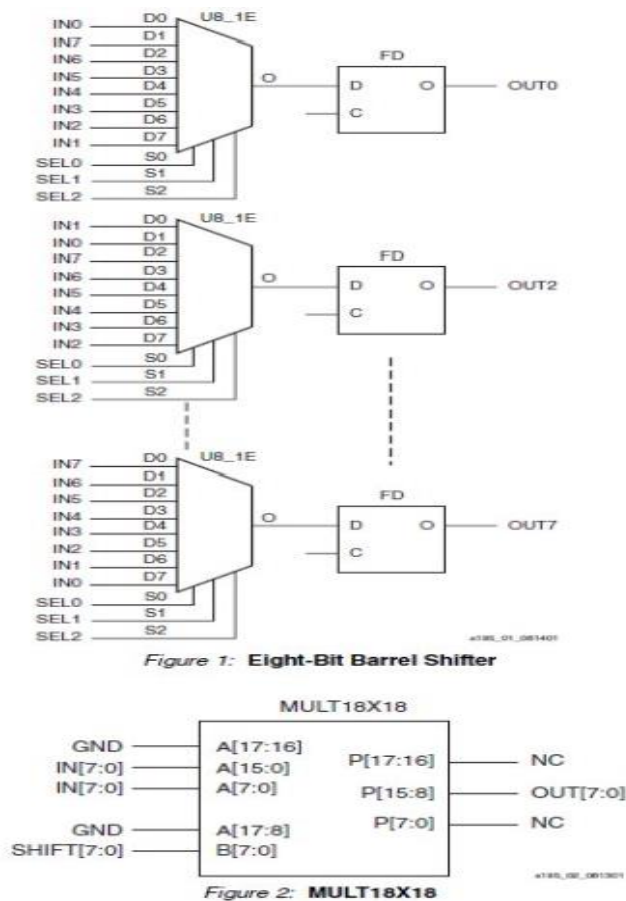 IN0 D0 U8_1E
IN7 D1
IN6 D2
IN5 D3
IN4 D4
IN3 D5
IN2 D6
IN1 D7
SEL0 S0
SEL1 S1
SEL2 S2
O
FD
D O OUT0
C
IN1 D0 U8_1E
IN0 D1
IN7 D2
IN6 D3
IN5 D4
IN4 D5
IN3 D6
IN2 D7
SEL0 S0
SEL1 S1
SEL2 S2
O
FD
D O OUT2
C
IN7 D0 U8_1E
IN6 D1
IN5 D2
IN4 D3
IN3 D4
IN2 D5
IN1 D6
IN0 D7
SEL0 S0
SEL1 S1
SEL2 S2
O
FD
D O OUT7
C
x195_01_081401
Figure 1: Eight-Bit Barrel Shifter
MULT18X18
GND A[17:16] P[17:16] NC
IN[7:0] A[15:0]
IN[7:0] A[7:0] P[15:8] OUT[7:0]
GND A[17:8] P[7:0] NC
SHIFT[7:0] B[7:0]
Figure 2: MULT18X18